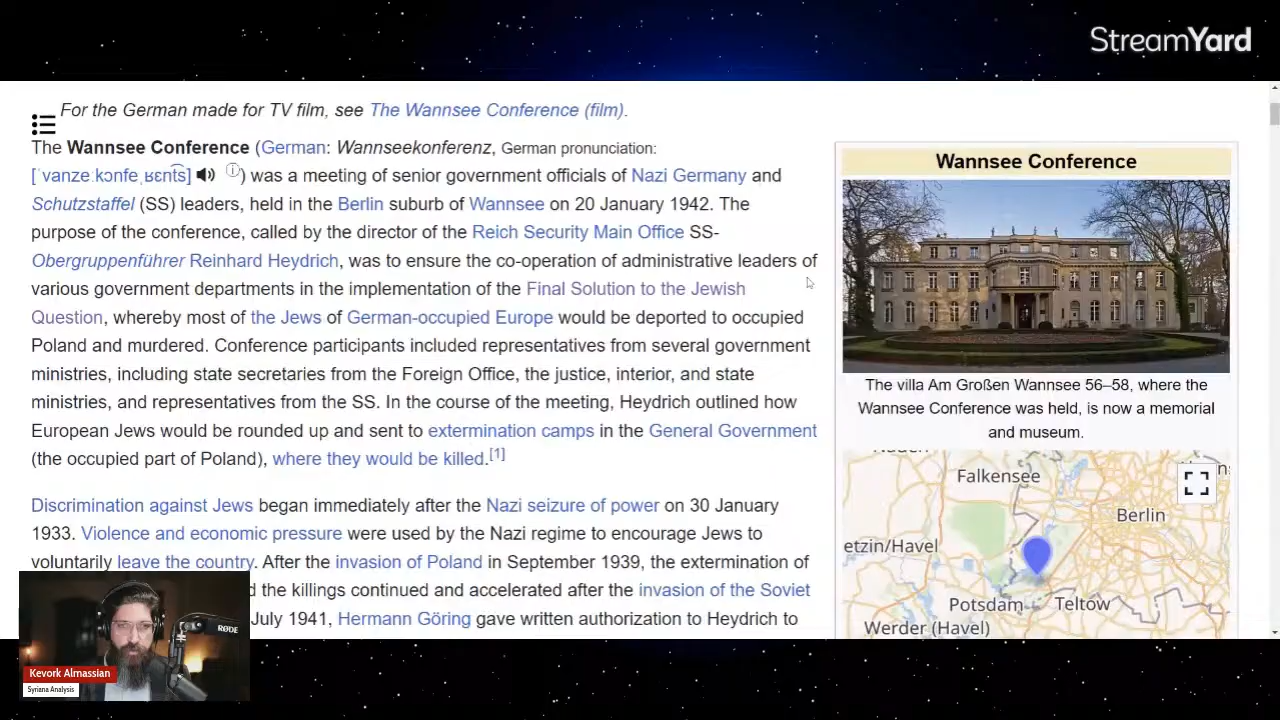 StreamYard
For the German made for TV film, see The Wannsee Conference (film).
The Wannsee Conference (German: Wannseekonferenz, German pronunciation:
[ˈvanzeːkɔnfeˌʁɛnt͡s] ) was a meeting of senior government officials of Nazi Germany and
Schutzstaffel (SS) leaders, held in the Berlin suburb of Wannsee on 20 January 1942. The
purpose of the conference, called by the director of the Reich Security Main Office SS-
Obergruppenführer Reinhard Heydrich, was to ensure the co-operation of administrative leaders of
various government departments in the implementation of the Final Solution to the Jewish
Question, whereby most of the Jews of German-occupied Europe would be deported to occupied
Poland and murdered. Conference participants included representatives from several government
ministries, including state secretaries from the Foreign Office, the justice, interior, and state
ministries, and representatives from the SS. In the course of the meeting, Heydrich outlined how
European Jews would be rounded up and sent to extermination camps in the General Government
(the occupied part of Poland), where they would be killed.[1]
Discrimination against Jews began immediately after the Nazi seizure of power on 30 January
1933. Violence and economic pressure were used by the Nazi regime to encourage Jews to
voluntarily leave the country. After the invasion of Poland in September 1939, the extermination of
the killings continued and accelerated after the invasion of the Soviet
July 1941, Hermann Göring gave written authorization to Heydrich to
Wannsee Conference
The villa Am Großen Wannsee 56–58, where the
Wannsee Conference was held, is now a memorial
and museum.
Falkensee
Berlin
etzin/Havel
Potsdam
Teltow
Werder (Havel)
RØDE
Kevork Almassian
Syriana Analysis